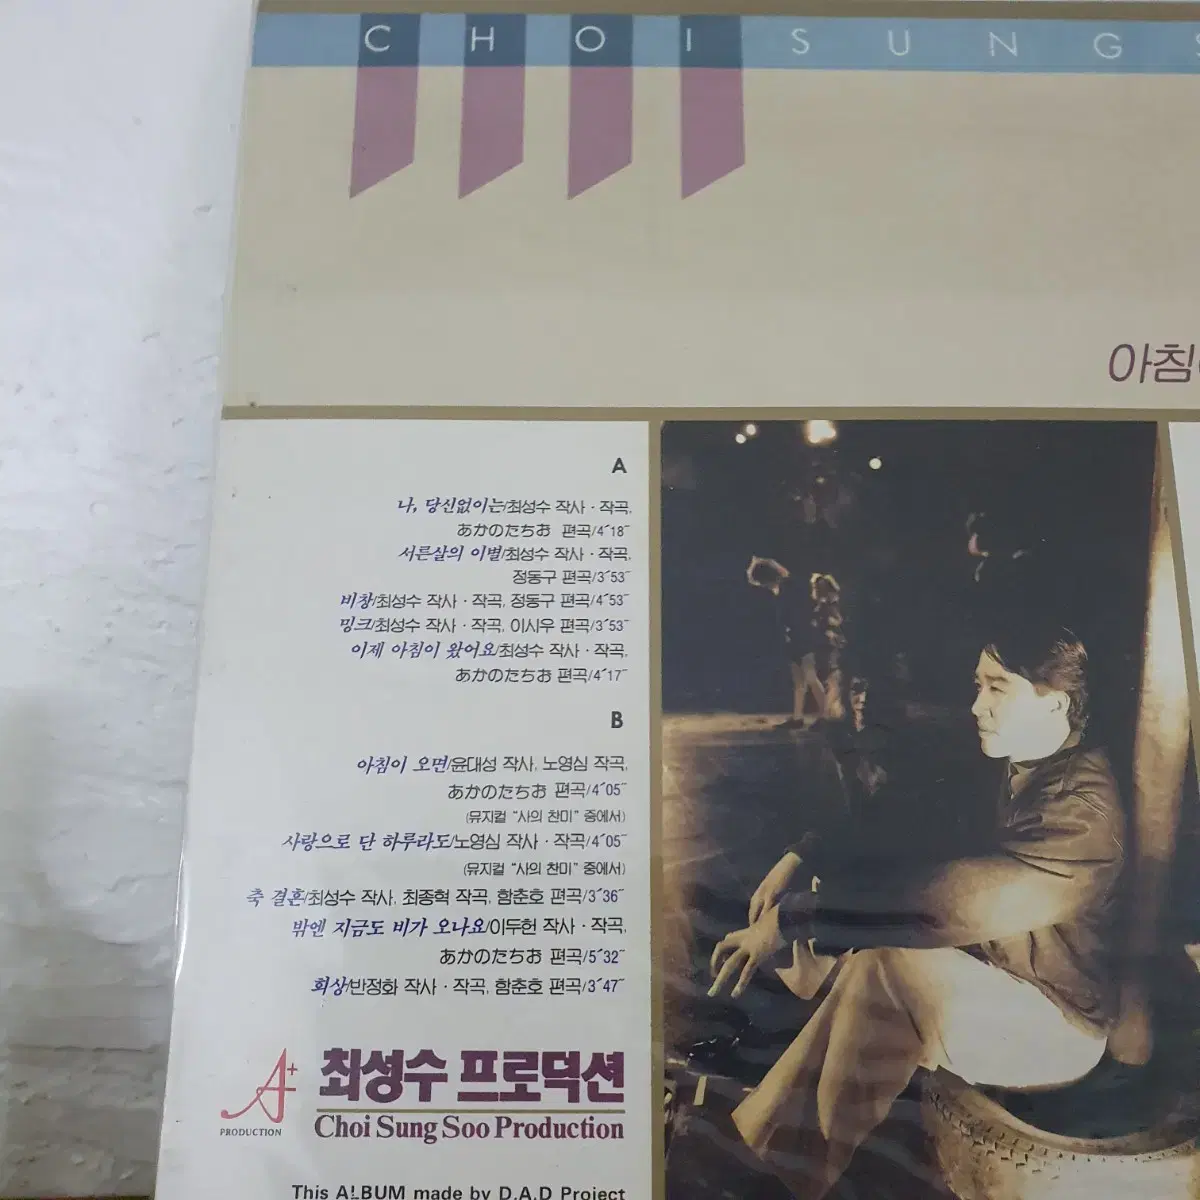 CHOI SUNG S
아침이
A
나, 당신없이는/최성수 작사·작곡,
あかのたちお 편곡/4´18˝
서른살의 이별/최성수 작사·작곡,
정동구 편곡/3´53˝
비창/최성수 작사·작곡, 정동구 편곡/4´53˝
밍크/최성수 작사·작곡, 이시우 편곡/3´53˝
이제 아침이 왔어요/최성수 작사·작곡,
あかのたちお 편곡/4´17˝
B
아침이 오면/윤대성 작사, 노영심 작곡,
あかのたちお 편곡/4´05˝
(뮤지컬 "사의 찬미" 중에서)
사랑으로 단 하루라도/노영심 작사·작곡/4´05˝
(뮤지컬 "사의 찬미" 중에서)
축 결혼/최성수 작사, 최종혁 작곡, 함춘호 편곡/3´36˝
밖엔 지금도 비가 오나요/이두헌 작사·작곡,
あかのたちお 편곡/5´32˝
회상/반정화 작사·작곡, 함춘호 편곡/3´47˝
A+
PRODUCTION
최성수 프로덕션
Choi Sung Soo Production
This ALBUM made by D.A.D Project